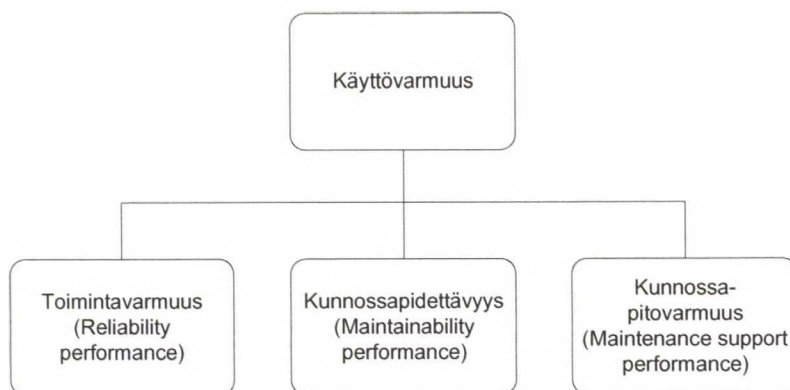 Käyttövarmuus
Toimintavarmuus
(Reliability
performance)
Kunnossapidettävyys
(Maintainability
performance)
Kunnossa-
pitovarmuus
(Maintenance support
performance)